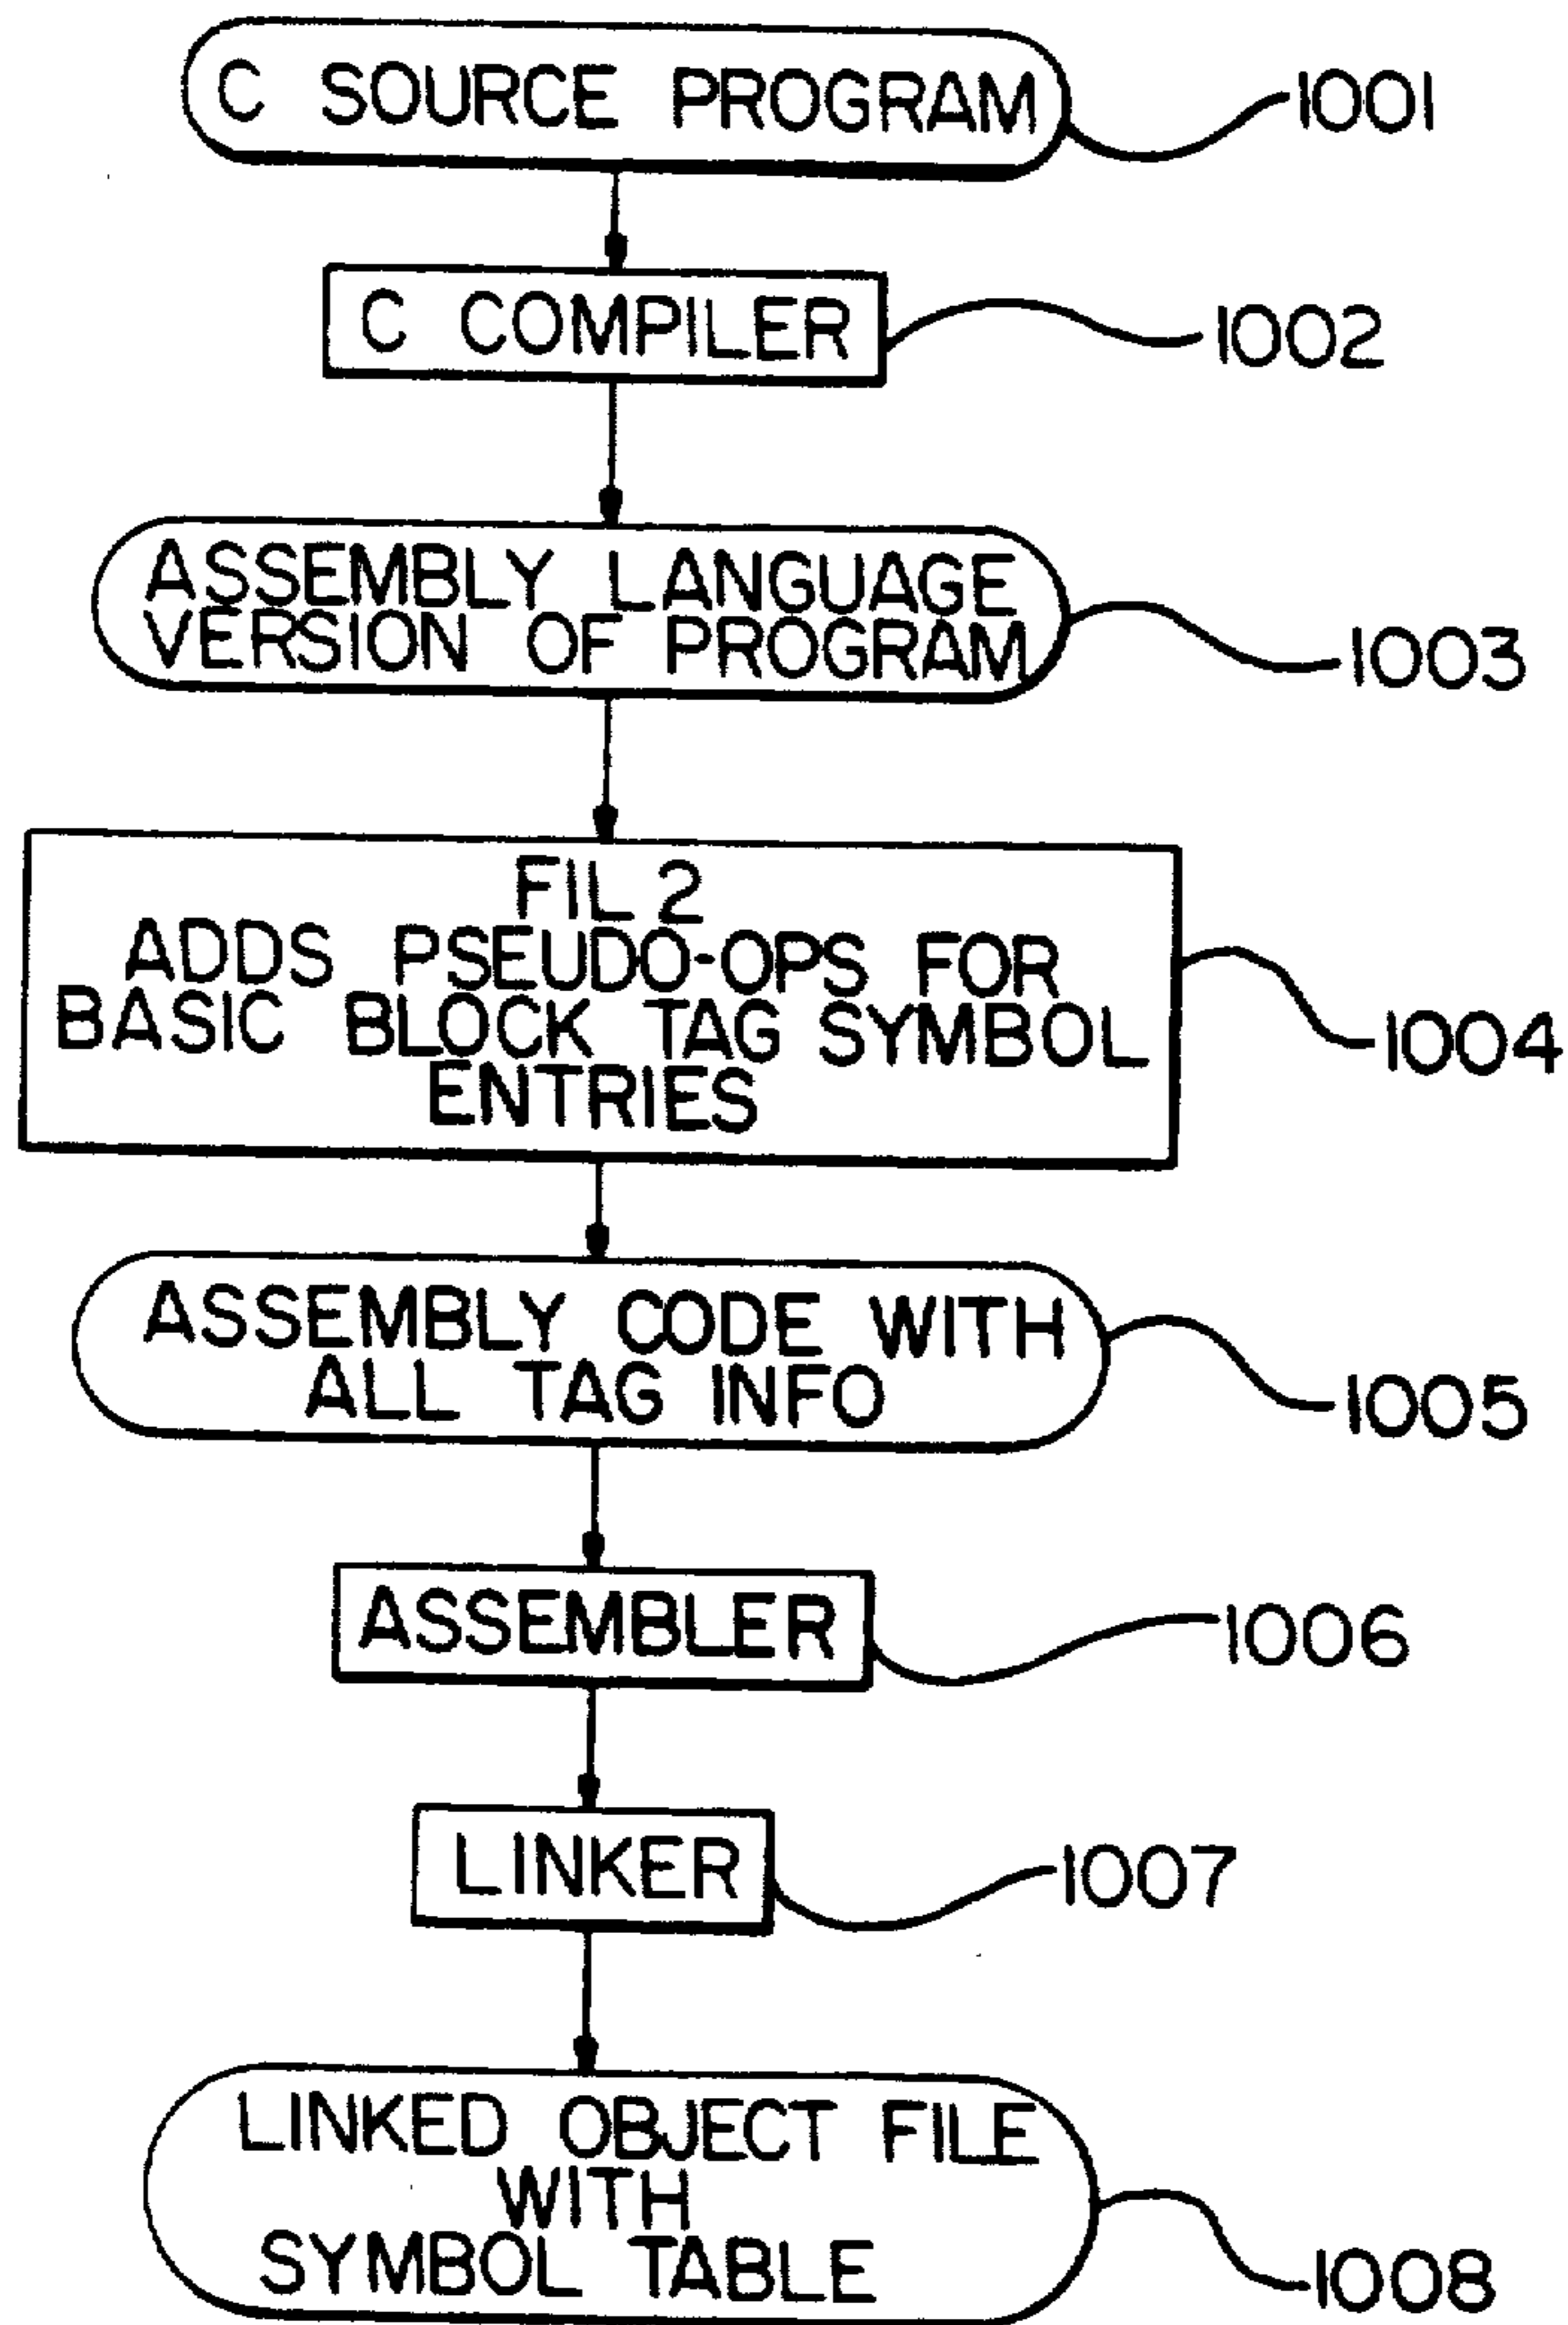 C SOURCE PROGRAM
1001
C COMPILER
1002
ASSEMBLY LANGUAGE
VERSION OF PROGRAM
1003
FIL 2
ADDS PSEUDO-OPS FOR
BASIC BLOCK TAG SYMBOL
ENTRIES
1004
ASSEMBLY CODE WITH
ALL TAG INFO
1005
ASSEMBLER
1006
LINKER
1007
LINKED OBJECT FILE
WITH
SYMBOL TABLE
1008